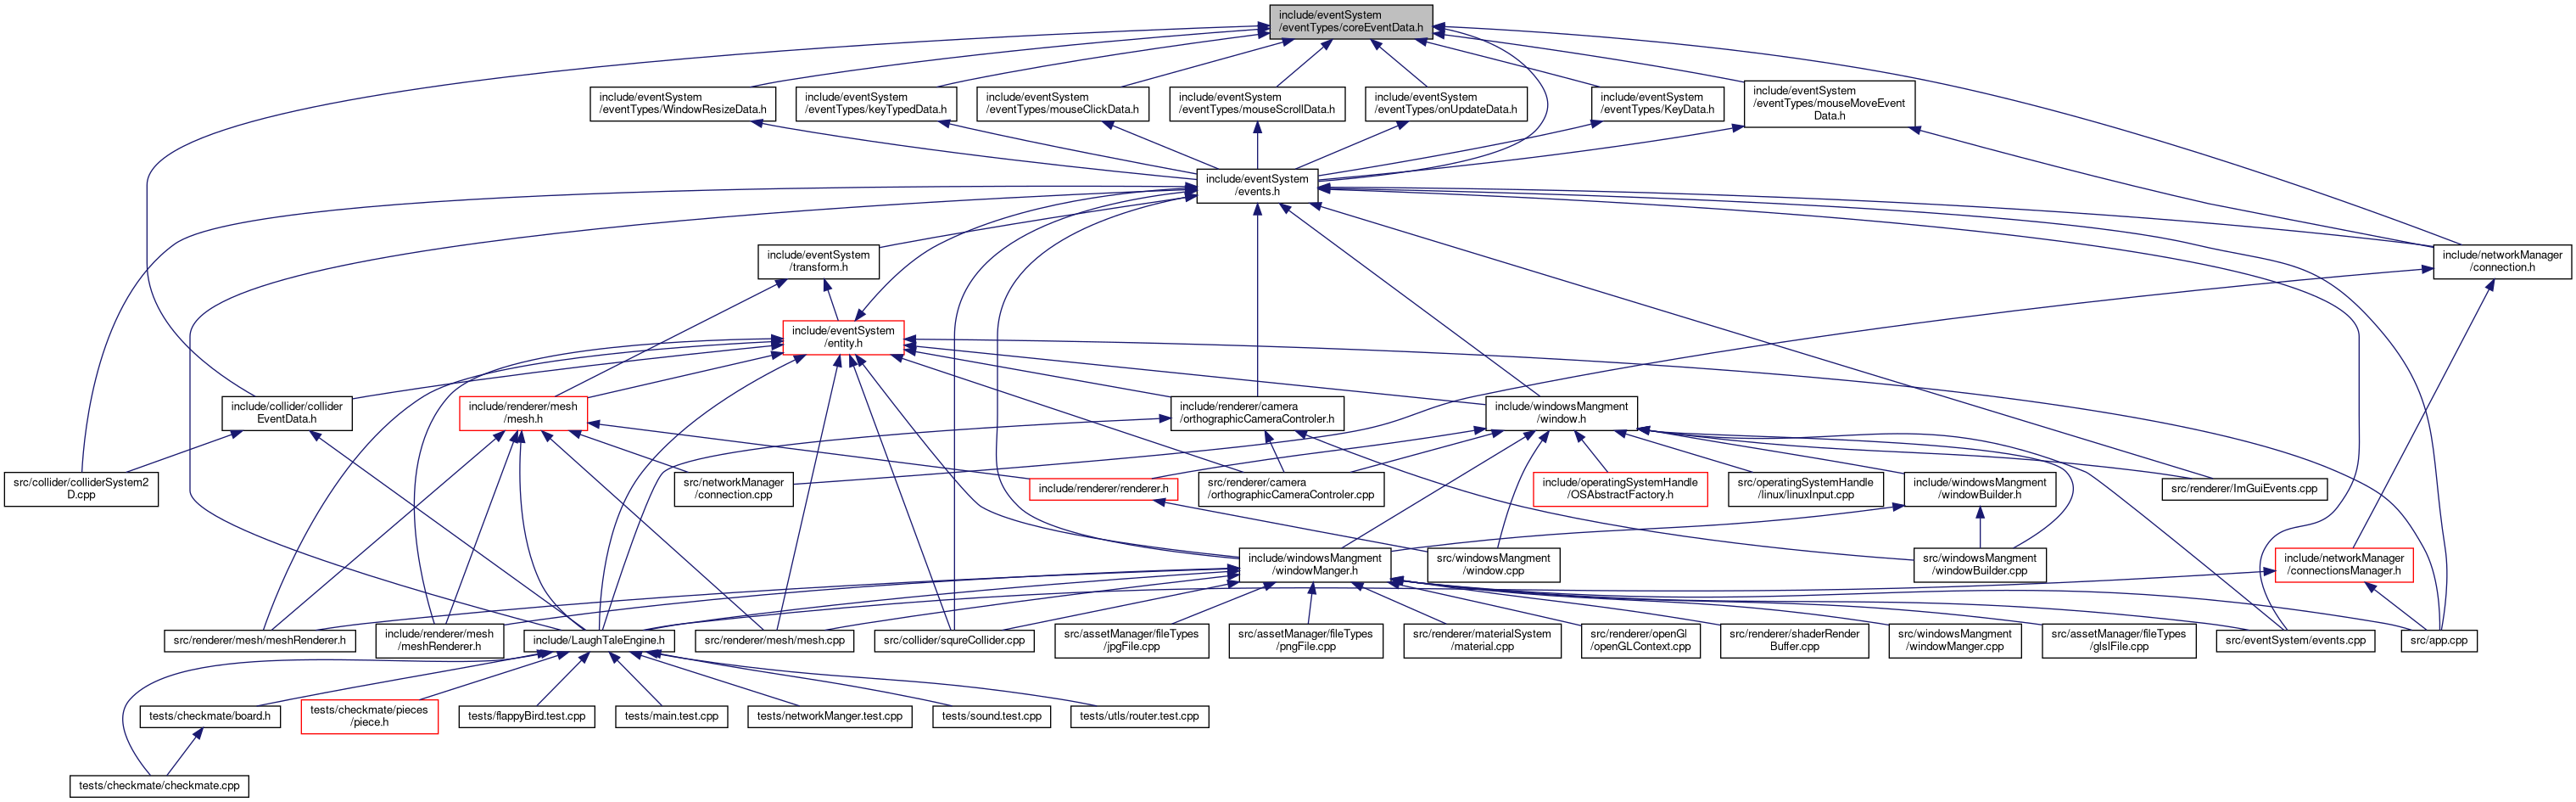 include/eventSystem
/eventTypes/coreEventData.h
include/eventSystem
/eventTypes/WindowResizeData.h
include/eventSystem
/eventTypes/keyTypedData.h
include/eventSystem
/eventTypes/mouseClickData.h
include/eventSystem
/eventTypes/mouseScrollData.h
include/eventSystem
/eventTypes/onUpdateData.h
include/eventSystem
/eventTypes/KeyData.h
include/eventSystem
/eventTypes/mouseMoveEvent
Data.h
include/eventSystem
/events.h
include/eventSystem
/transform.h
include/networkManager
/connection.h
include/eventSystem
/entity.h
include/collider/collider
EventData.h
include/renderer/mesh
/mesh.h
include/renderer/camera
/orthographicCameraControler.h
include/windowsMangment
/window.h
src/collider/colliderSystem2
D.cpp
src/networkManager
/connection.cpp
include/renderer/renderer.h
src/renderer/camera
/orthographicCameraControler.cpp
include/operatingSystemHandle
/OSAbstractFactory.h
src/operatingSystemHandle
/linux/linuxInput.cpp
include/windowsMangment
/windowBuilder.h
src/renderer/ImGuiEvents.cpp
include/windowsMangment
/windowManger.h
src/windowsMangment
/window.cpp
src/windowsMangment
/windowBuilder.cpp
include/networkManager
/connectionsManager.h
src/renderer/mesh/meshRenderer.h
include/renderer/mesh
/meshRenderer.h
include/LaughTaleEngine.h
src/renderer/mesh/mesh.cpp
src/collider/squreCollider.cpp
src/assetManager/fileTypes
/jpgFile.cpp
src/assetManager/fileTypes
/pngFile.cpp
src/renderer/materialSystem
/material.cpp
src/renderer/openGl
/openGLContext.cpp
src/renderer/shaderRender
Buffer.cpp
src/windowsMangment
/windowManger.cpp
src/assetManager/fileTypes
/glslFile.cpp
src/eventSystem/events.cpp
src/app.cpp
tests/checkmate/board.h
tests/checkmate/pieces
/piece.h
tests/flappyBird.test.cpp
tests/main.test.cpp
tests/networkManger.test.cpp
tests/sound.test.cpp
tests/utls/router.test.cpp
tests/checkmate/checkmate.cpp